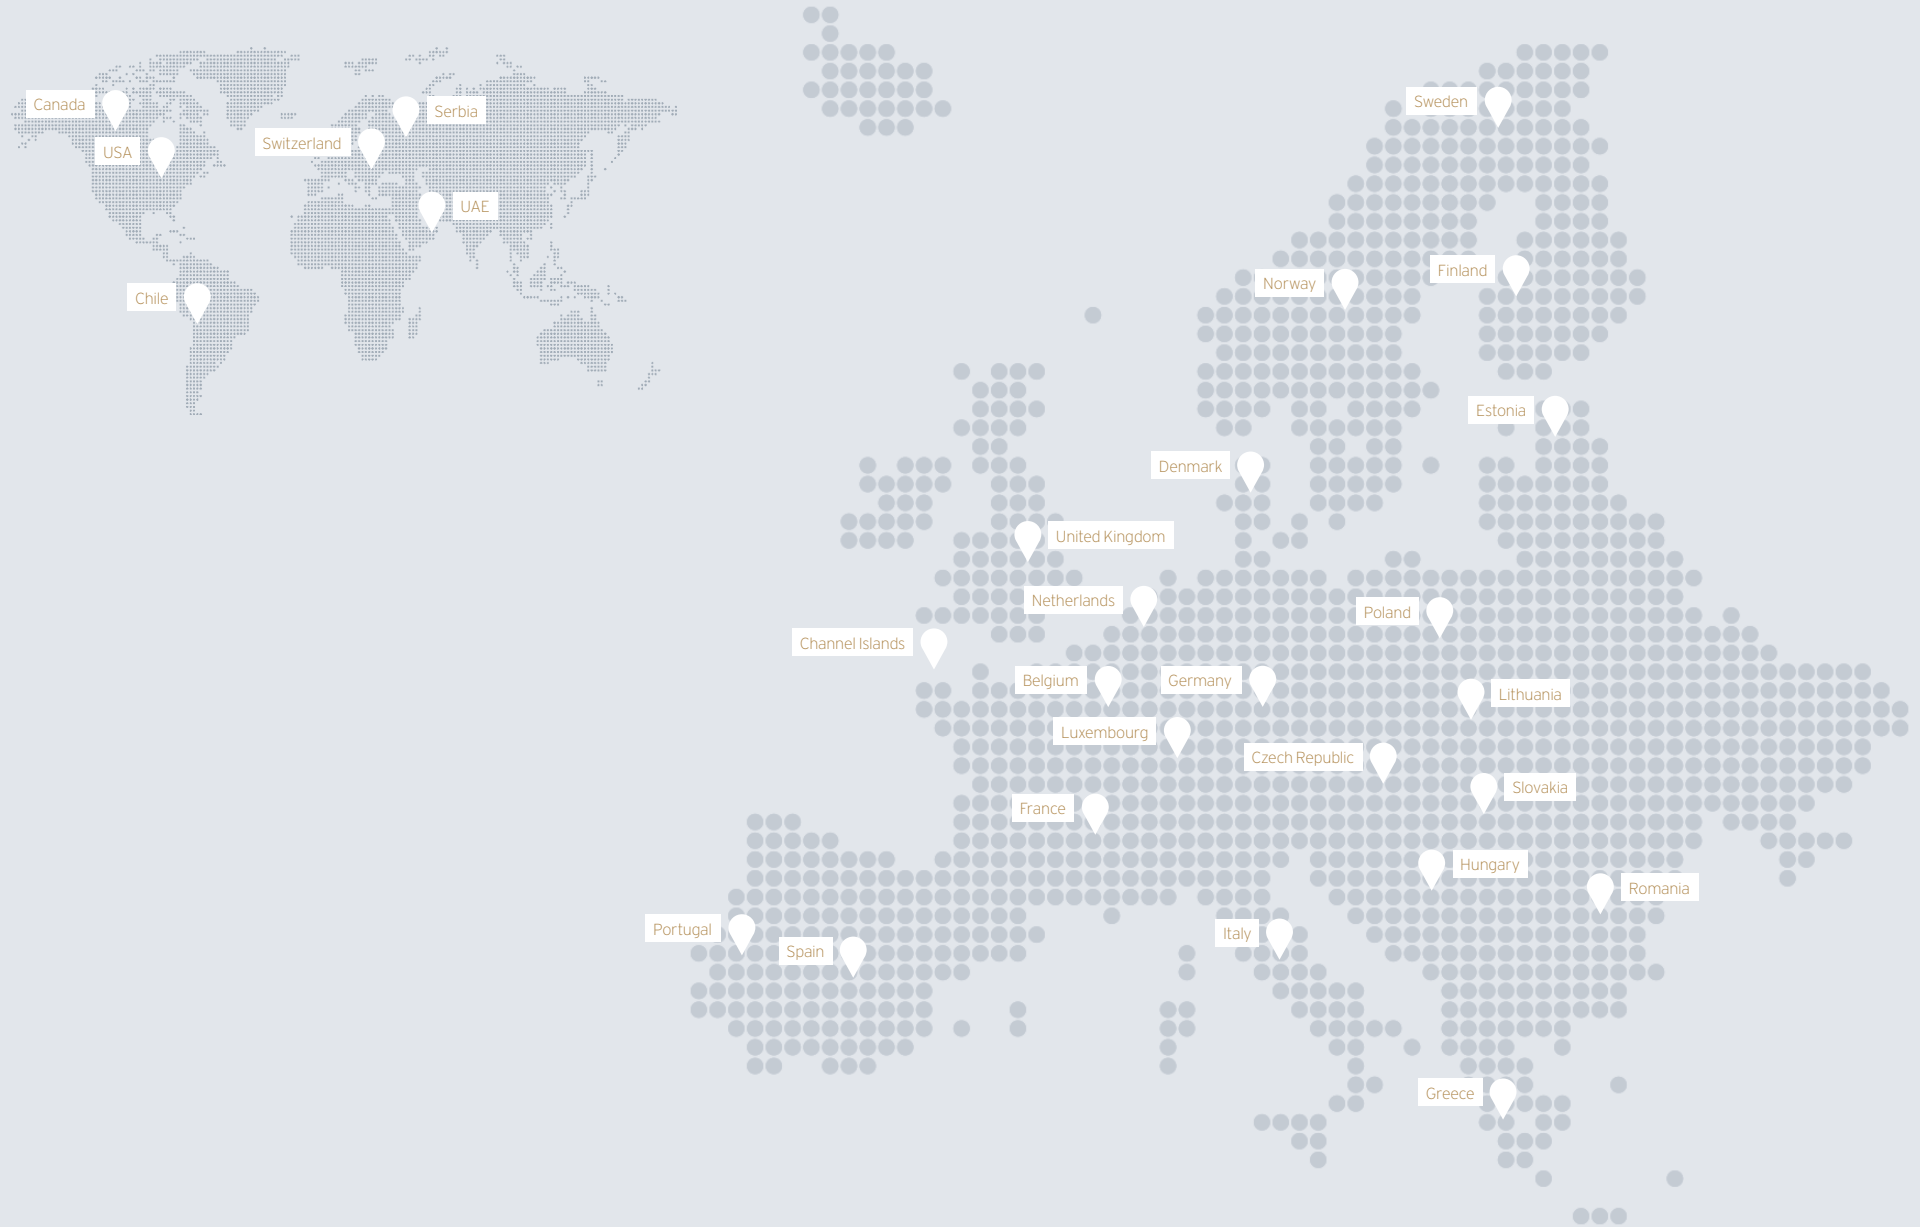 Canada
Serbia
USA
Switzerland
UAE
Chile
Sweden
Finland
Norway
Estonia
Denmark
United Kingdom
Netherlands
Poland
Channel Islands
Belgium
Germany
Lithuania
Luxembourg
Czech Republic
Slovakia
France
Hungary
Romania
Portugal
Italy
Spain
Greece